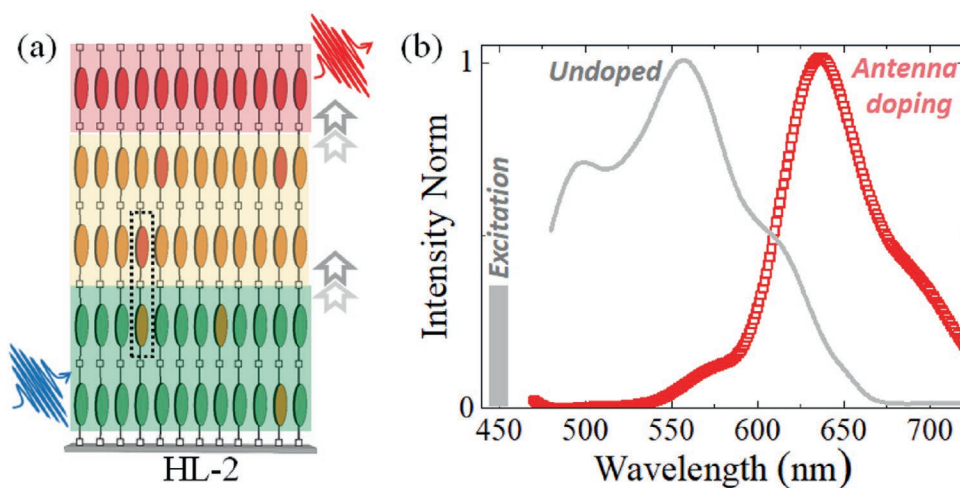 (a)
HL-2
(b)
Undoped
Antenna
doping
Excitation
Intensity Norm
1
0
450 500 550 600 650 700
Wavelength (nm)